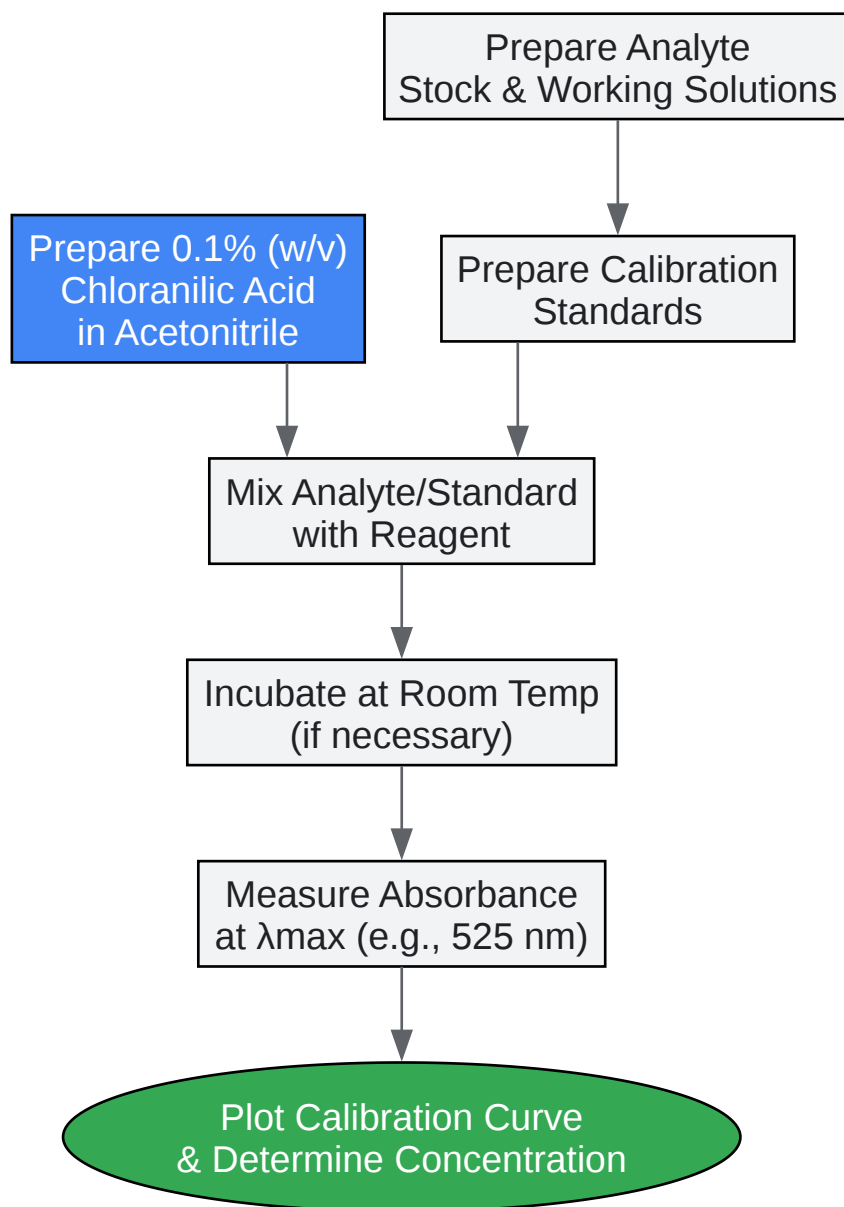 Prepare Analyte
Stock & Working Solutions
Prepare 0.1% (w/v)
Chloranilic Acid
in Acetonitrile
Prepare Calibration
Standards
Mix Analyte/Standard
with Reagent
Incubate at Room Temp
(if necessary)
Measure Absorbance
at λmax (e.g., 525 nm)
Plot Calibration Curve
& Determine Concentration